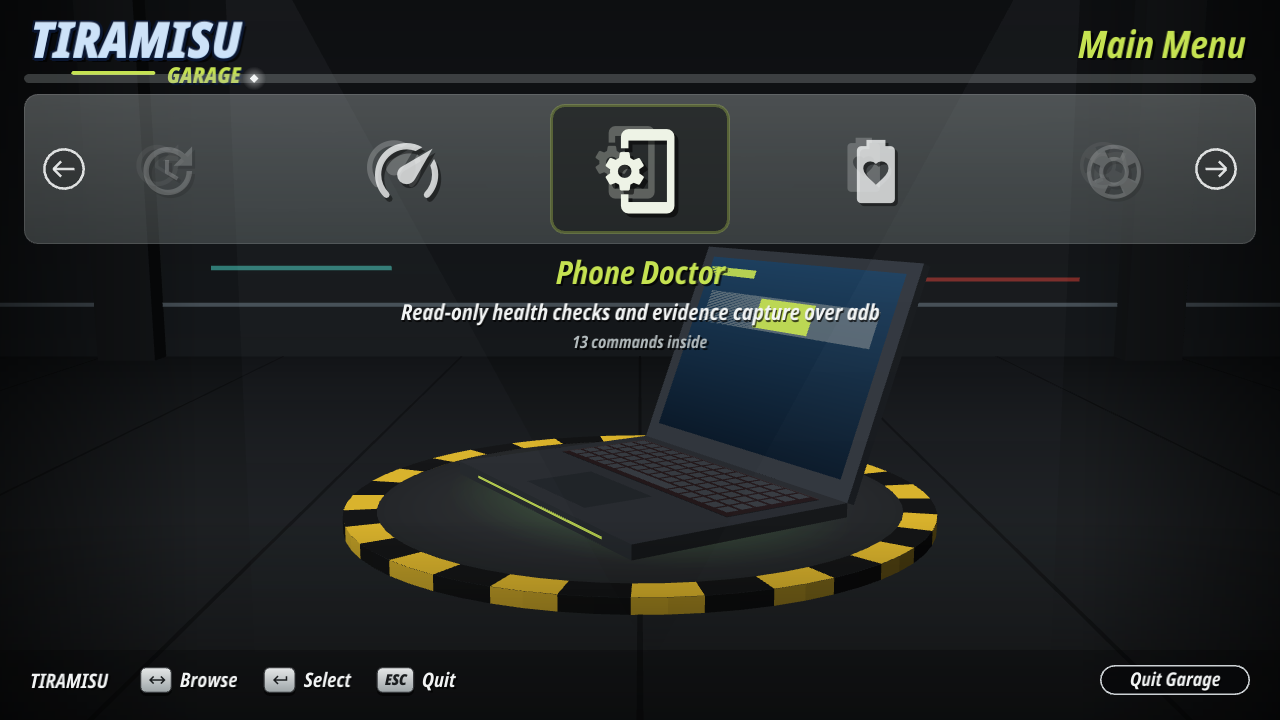 TIRAMISU
GARAGE
Main Menu
Phone Doctor
Read-only health checks and evidence capture over adb
13 commands inside
TIRAMISU
Browse
Select
ESC
Quit
Quit Garage